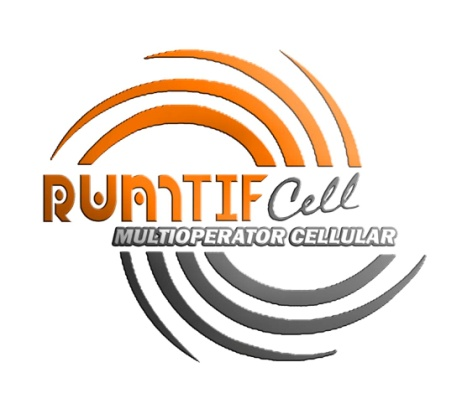 RUMTIF Cell
MULTIOPERATOR CELLULAR